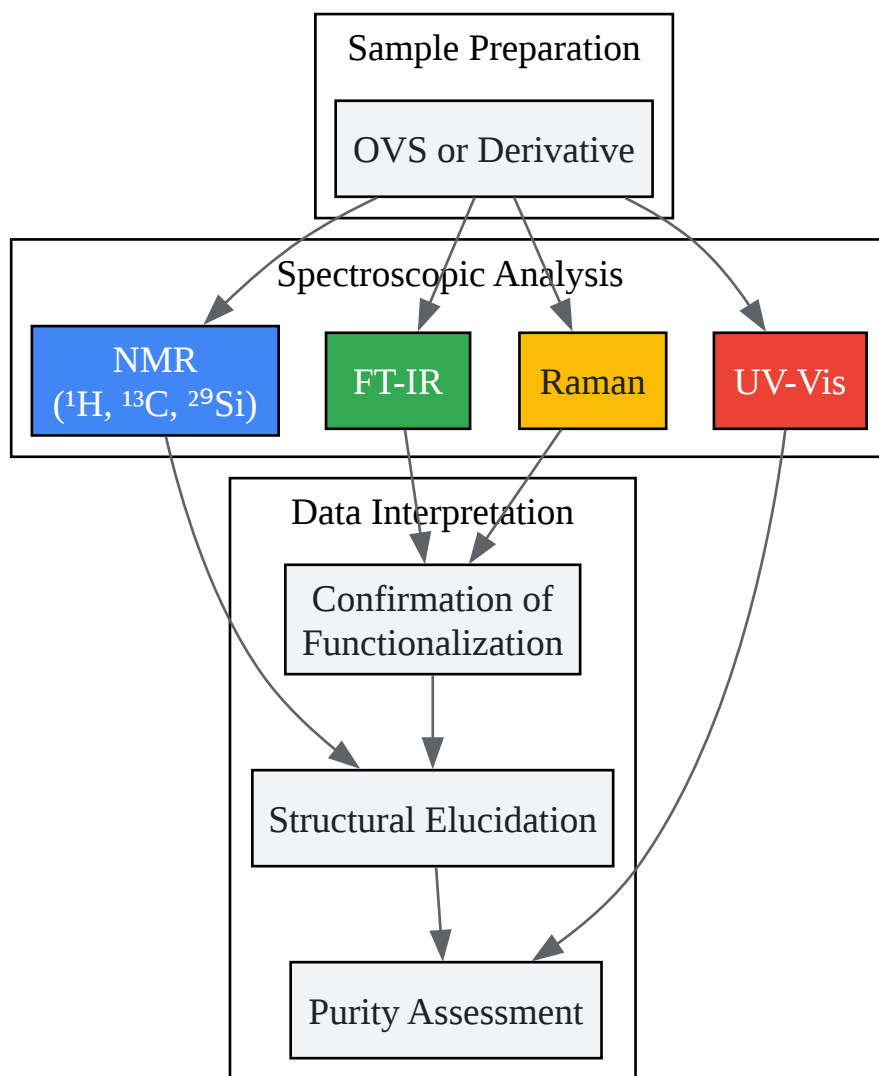 Sample Preparation
OVS or Derivative
Spectroscopic Analysis
NMR
(¹H, ¹³C, ²⁹Si)
FT-IR
Raman
UV-Vis
Data Interpretation
Confirmation of
Functionalization
Structural Elucidation
Purity Assessment